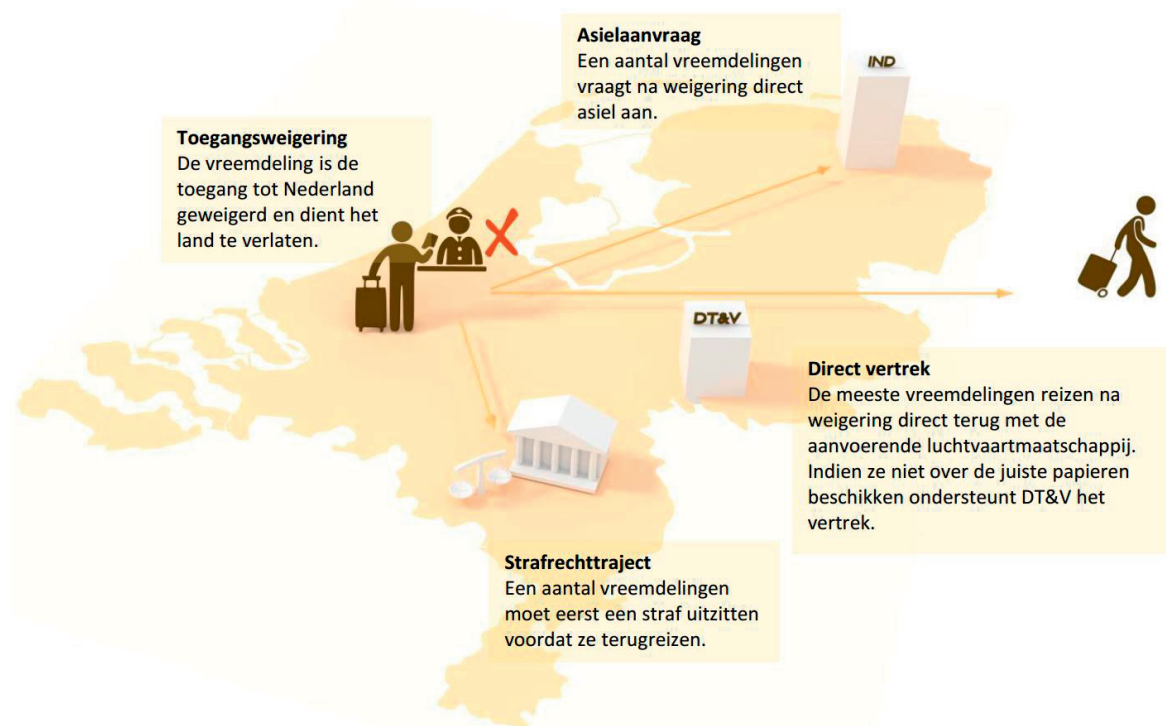 Asielaanvraag
Een aantal vreemdelingen
vraagt na weigering direct
asiel aan.
IND
Toegangsweigering
De vreemdeling is de
toegang tot Nederland
geweigerd en dient het
land te verlaten.
DT&V
Direct vertrek
De meeste vreemdelingen reizen na
weigering direct terug met de
aanvoerende luchtvaartmaatschappij.
Indien ze niet over de juiste papieren
beschikken ondersteunt DT&V het
vertrek.
Strafrechttraject
Een aantal vreemdelingen
moet eerst een straf uitzitten
voordat ze terugreizen.